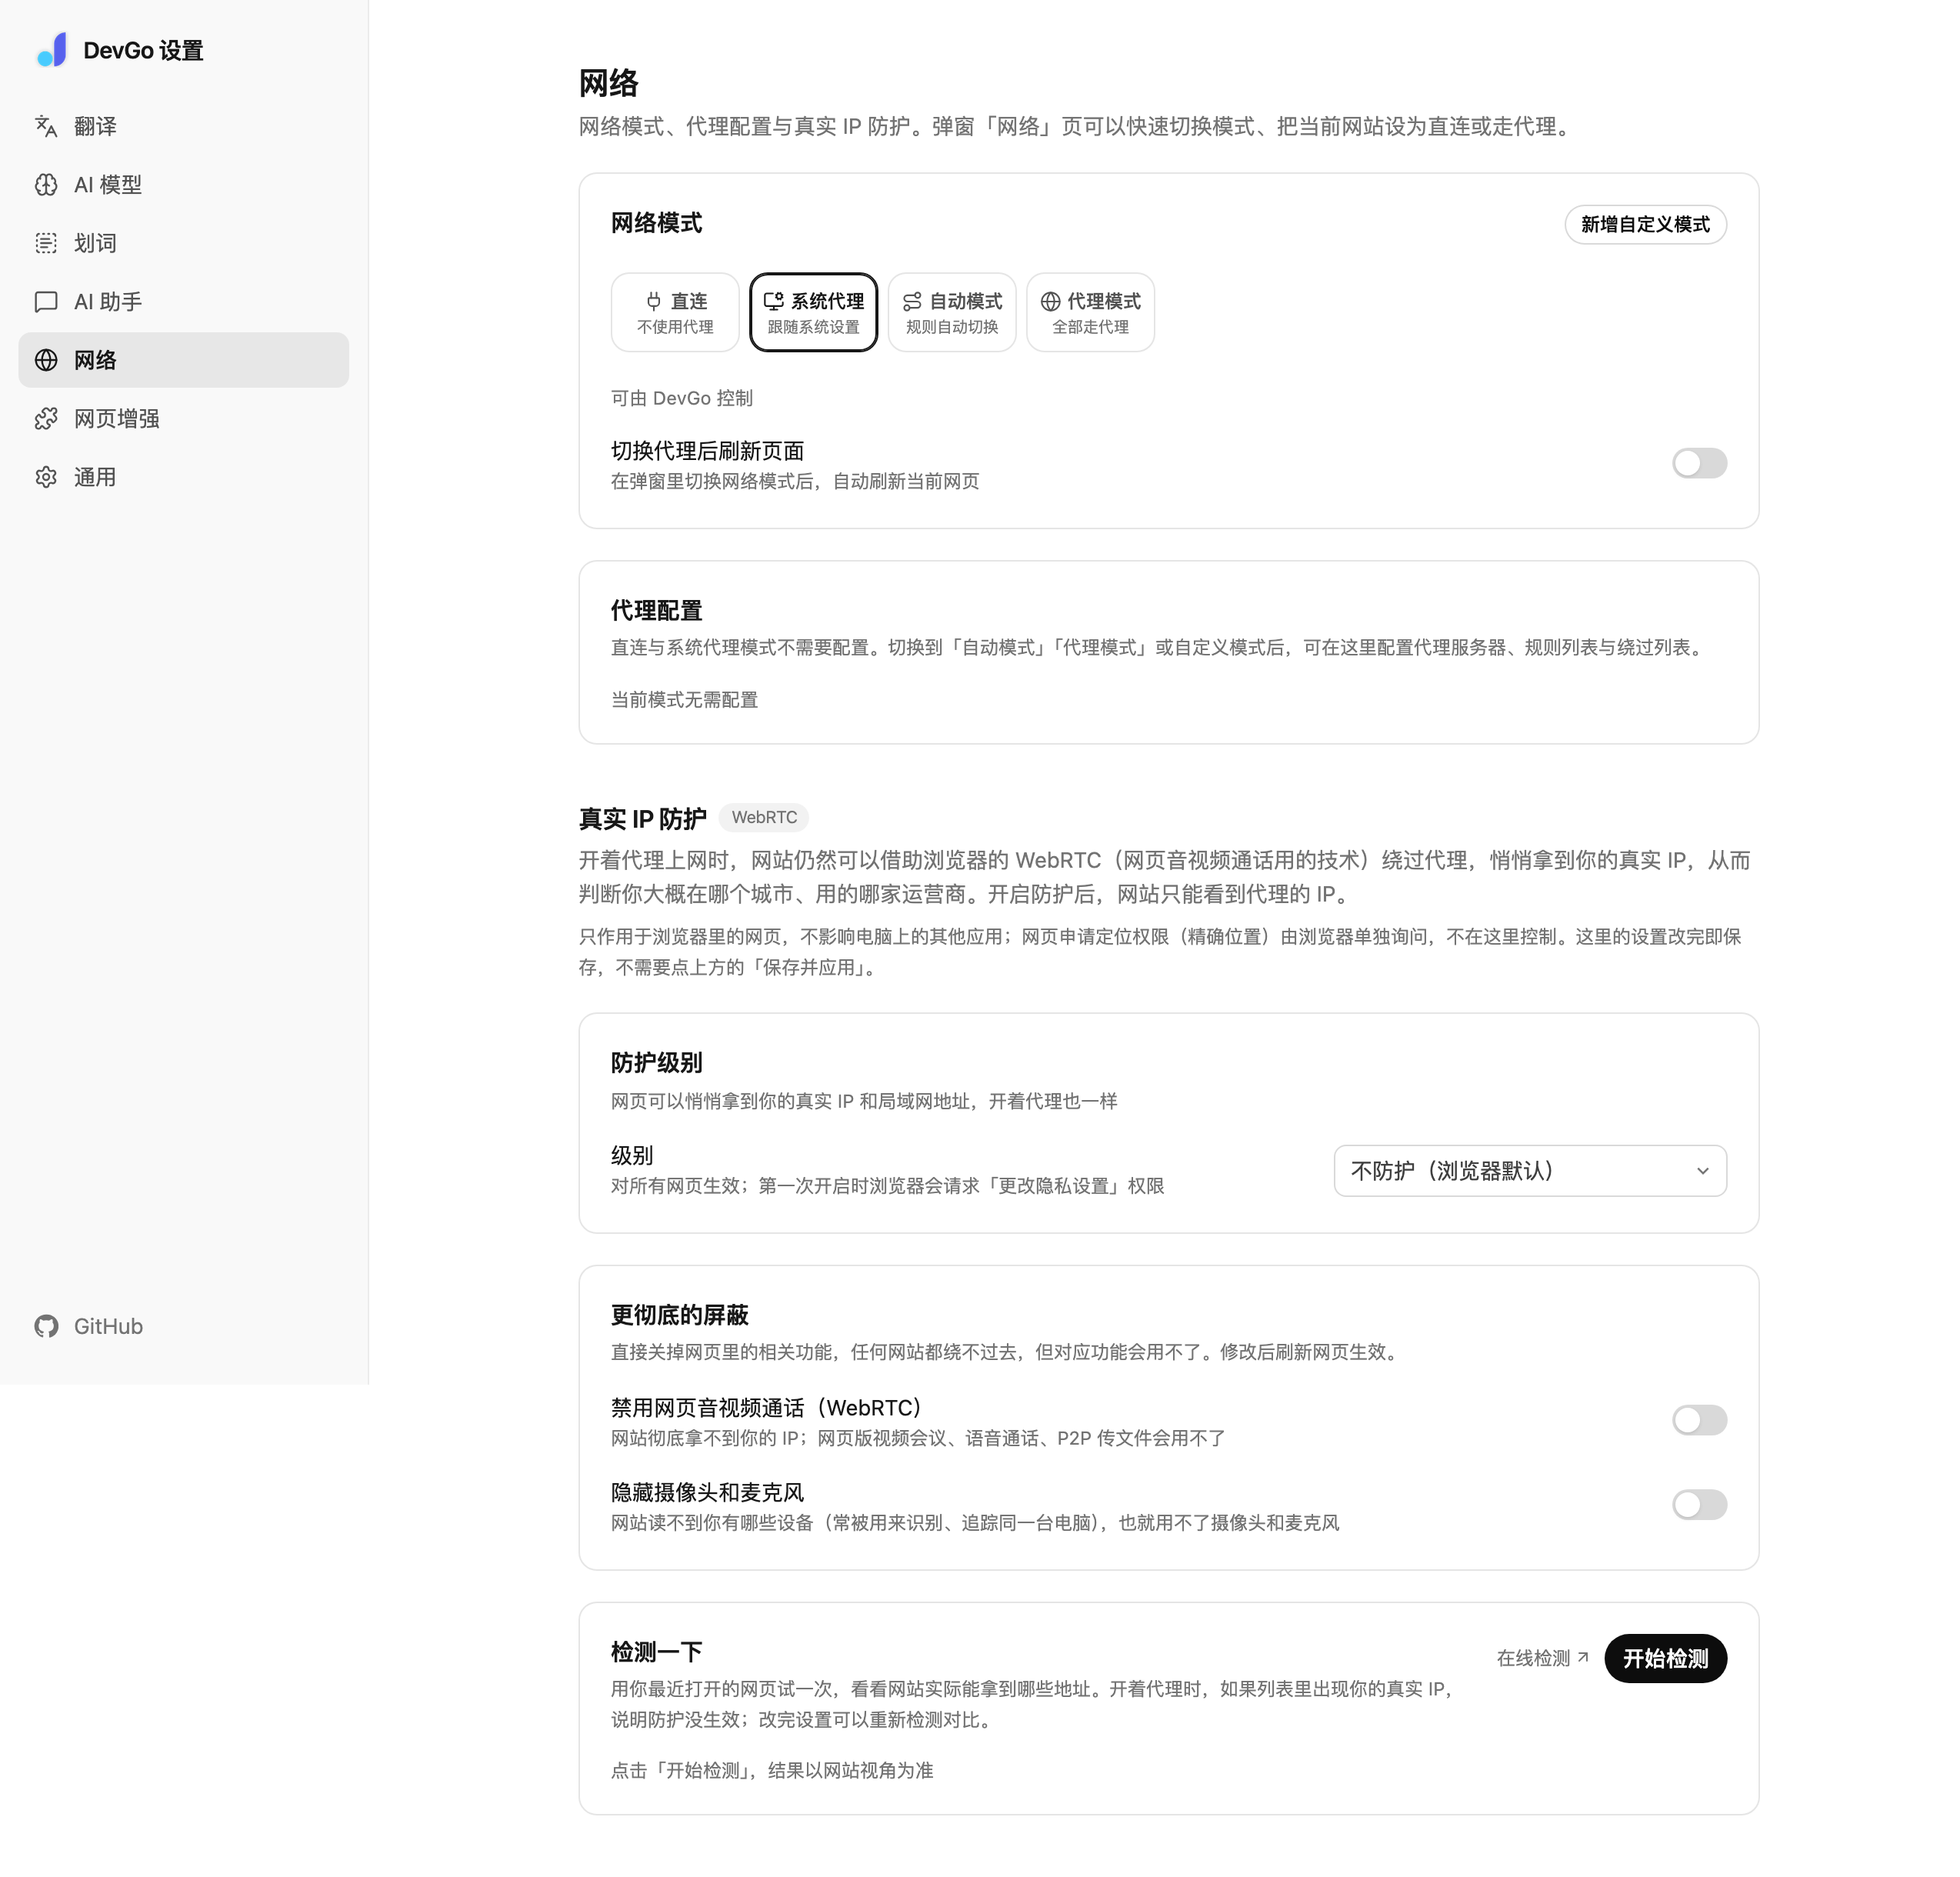 DevGo 设置
翻译
AI 模型
划词
AI 助手
网络
网页增强
通用
GitHub
网络
网络模式、代理配置与真实 IP 防护。弹窗「网络」页可以快速切换模式、把当前网站设为直连或走代理。
网络模式
新增自定义模式
直连
不使用代理
系统代理
跟随系统设置
自动模式
规则自动切换
代理模式
全部走代理
可由 DevGo 控制
切换代理后刷新页面
在弹窗里切换网络模式后，自动刷新当前网页
代理配置
直连与系统代理模式不需要配置。切换到「自动模式」「代理模式」或自定义模式后，可在这里配置代理服务器、规则列表与绕过列表。
当前模式无需配置
真实 IP 防护 WebRTC
开着代理上网时，网站仍然可以借助浏览器的 WebRTC（网页音视频通话用的技术）绕过代理，悄悄拿到你的真实 IP，从而
判断你大概在哪个城市、用的哪家运营商。开启防护后，网站只能看到代理的 IP。
只作用于浏览器里的网页，不影响电脑上的其他应用；网页申请定位权限（精确位置）由浏览器单独询问，不在这里控制。这里的设置改完即保
存，不需要点上方的「保存并应用」。
防护级别
网页可以悄悄拿到你的真实 IP 和局域网地址，开着代理也一样
级别
对所有网页生效；第一次开启时浏览器会请求「更改隐私设置」权限
不防护（浏览器默认）
更彻底的屏蔽
直接关掉网页里的相关功能，任何网站都绕不过去，但对应功能会用不了。修改后刷新网页生效。
禁用网页音视频通话（WebRTC）
网站彻底拿不到你的 IP；网页版视频会议、语音通话、P2P 传文件会用不了
隐藏摄像头和麦克风
网站读不到你有哪些设备（常被用来识别、追踪同一台电脑），也就用不了摄像头和麦克风
检测一下
在线检测 ↗
开始检测
用你最近打开的网页试一次，看看网站实际能拿到哪些地址。开着代理时，如果列表里出现你的真实 IP，
说明防护没生效；改完设置可以重新检测对比。
点击「开始检测」，结果以网站视角为准